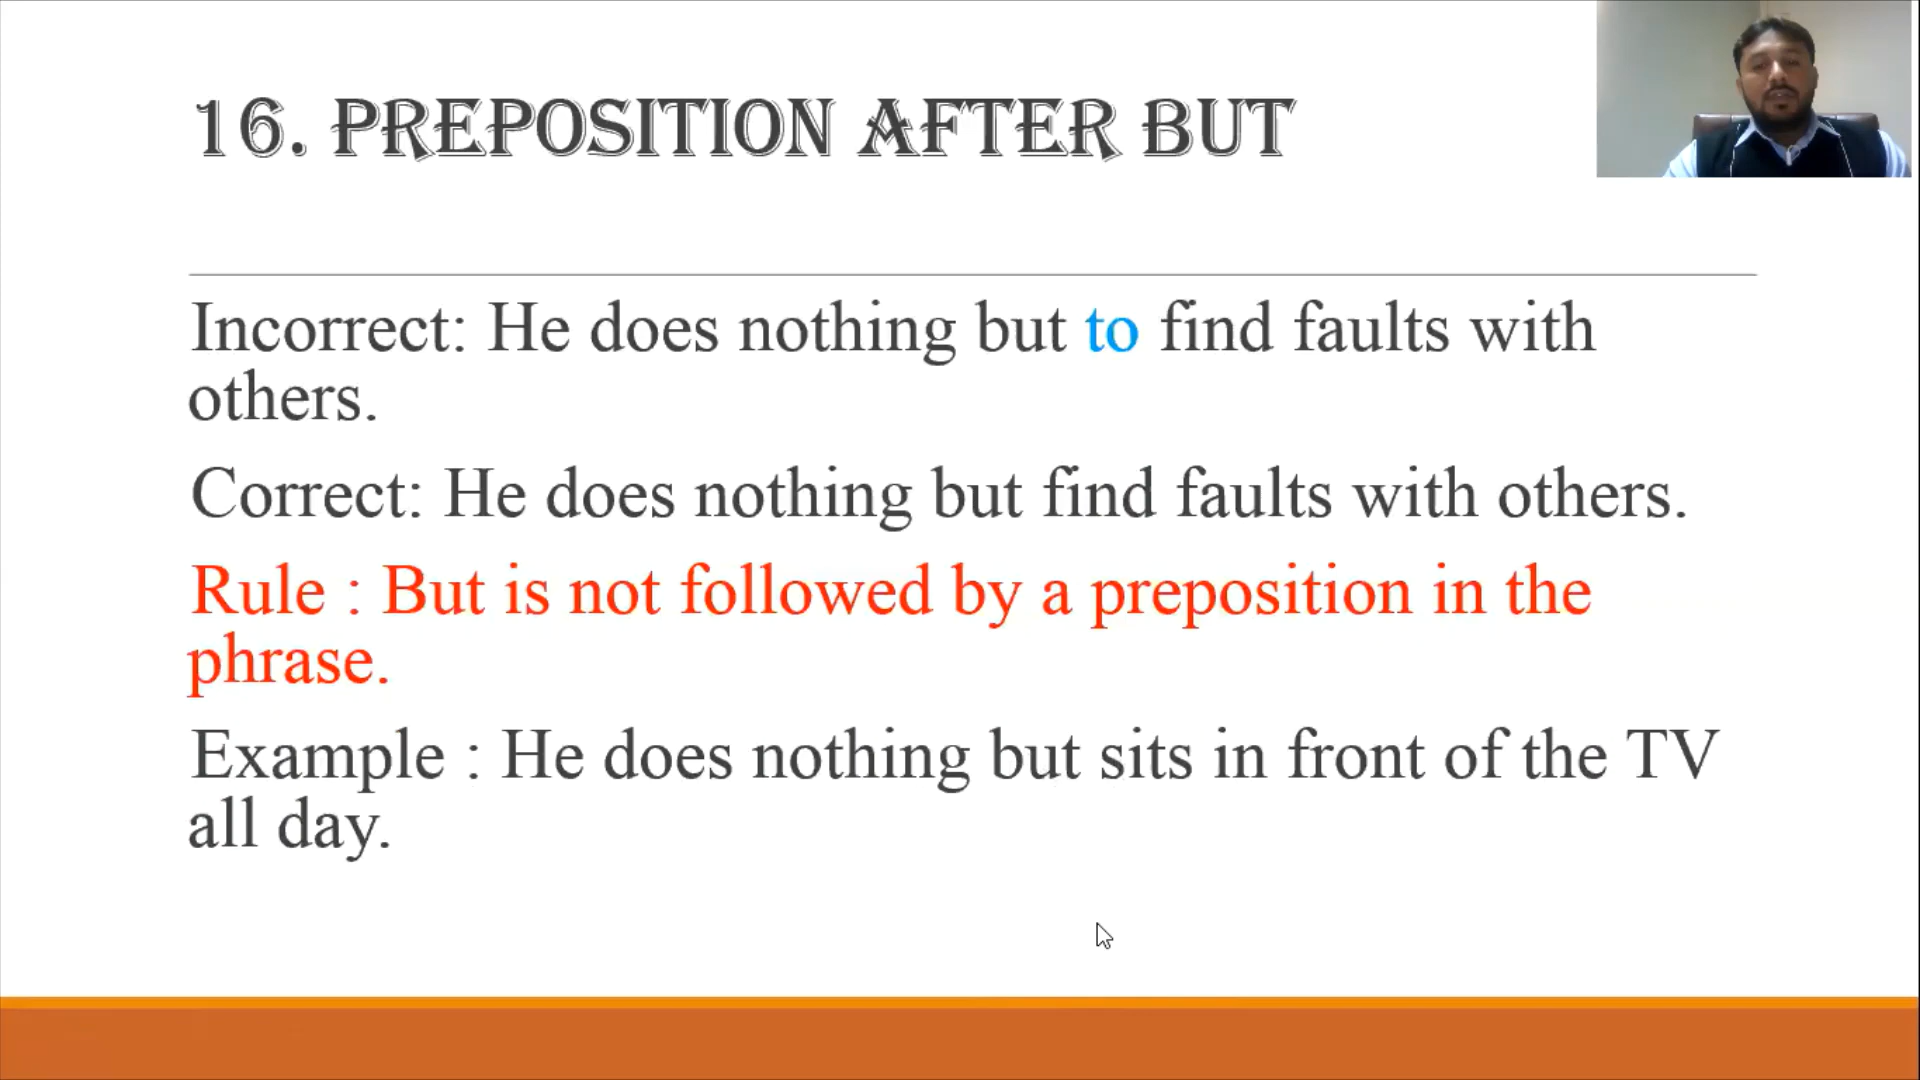 16. PREPOSITION AFTER BUT
Incorrect: He does nothing but to find faults with
others.
Correct: He does nothing but find faults with others.
Rule : But is not followed by a preposition in the
phrase.
Example : He does nothing but sits in front of the TV
all day.